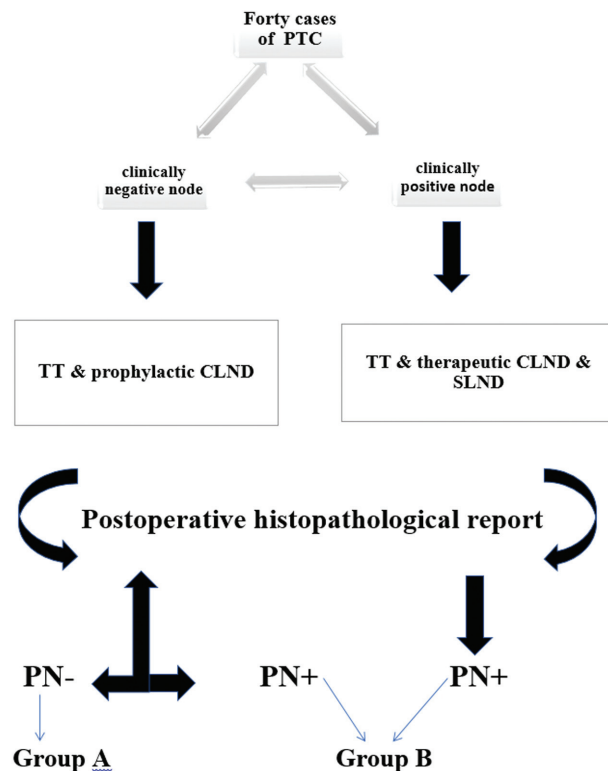 Forty cases
of PTC
clinically
negative node
clinically
positive node
TT & prophylactic CLND
TT & therapeutic CLND &
SLND
Postoperative histopathological report
PN-
PN+
PN+
Group A
Group B